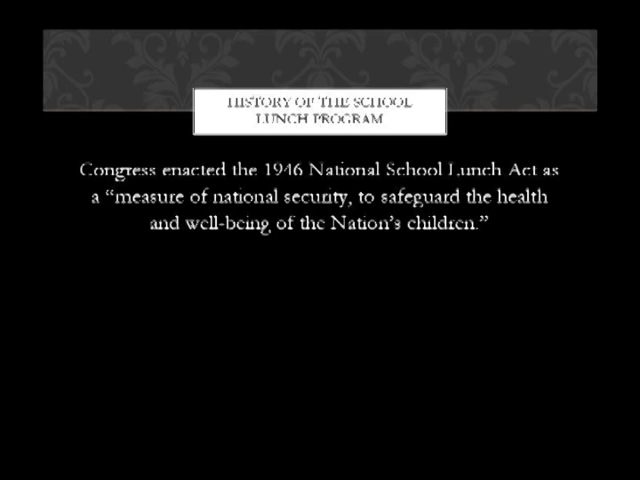 HISTORY OF THE SCHOOL
LUNCH PROGRAM
Congress enacted the 1946 National School Lunch Act as
a “measure of national security, to safeguard the health
and well-being of the Nation’s children.”